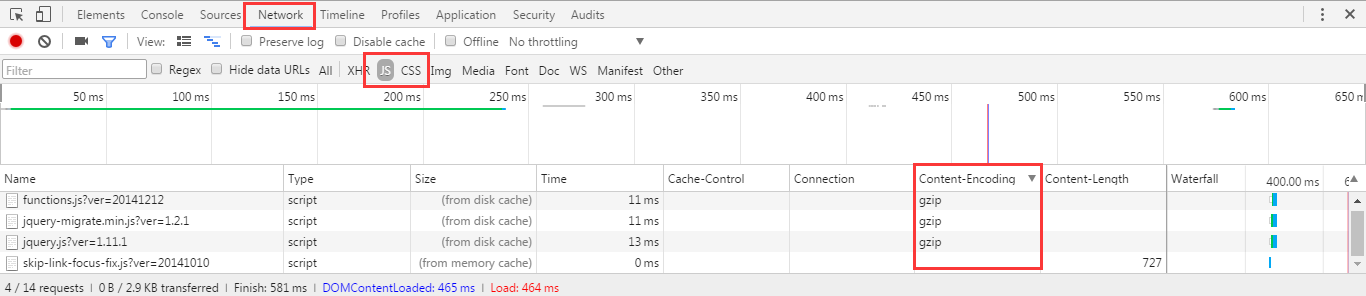 Elements Console Sources Network Timeline Profiles Application Security Audits
View: Preserve log Disable cache Offline No throttling
Filter Regex Hide data URLs All XHR JS CSS Img Media Font Doc WS Manifest Other
50 ms 100 ms 150 ms 200 ms 250 ms 300 ms 350 ms 400 ms 450 ms 500 ms 550 ms 600 ms 650 m
Name Type Size Time Cache-Control Connection Content-Encoding Content-Length Waterfall 400.00 ms
functions.js?ver=20141212 script (from disk cache) 11 ms gzip
jquery-migrate.min.js?ver=1.2.1 script (from disk cache) 11 ms gzip
jquery.js?ver=1.11.1 script (from disk cache) 13 ms gzip
skip-link-focus-fix.js?ver=20141010 script (from memory cache) 0 ms 727
4 / 14 requests | 0 B / 2.9 KB transferred | Finish: 581 ms | DOMContentLoaded: 465 ms | Load: 464 ms